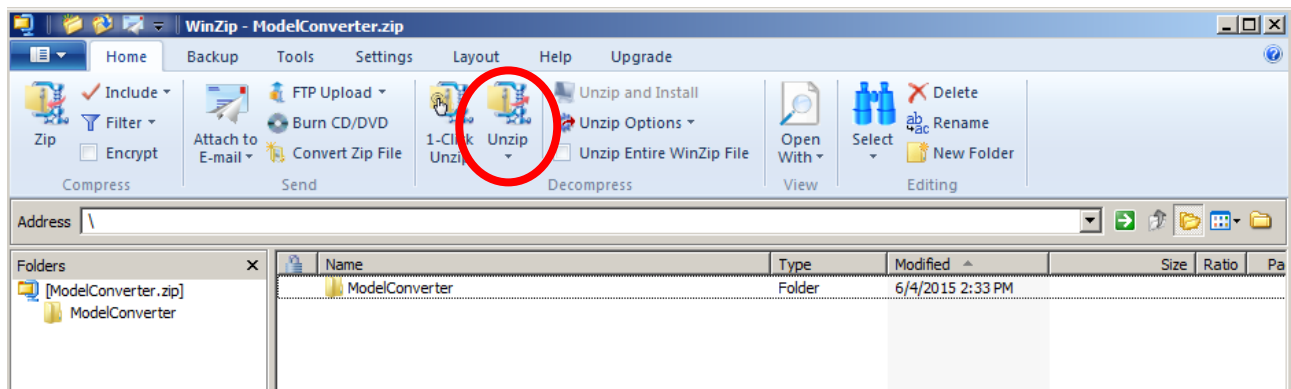 WinZip - ModelConverter.zip
Home Backup Tools Settings Layout Help Upgrade
Include FTP Upload Unzip and Install Delete
Filter Burn CD/DVD Unzip Options Rename
Zip Encrypt Attach to E-mail Convert Zip File 1-Click Unzip Unzip Unzip Entire WinZip File Open With Select New Folder
Compress Send Decompress View Editing
Address \
Folders x Name Type Modified Size Ratio Pa
[ModelConverter.zip] ModelConverter Folder 6/4/2015 2:33 PM
ModelConverter